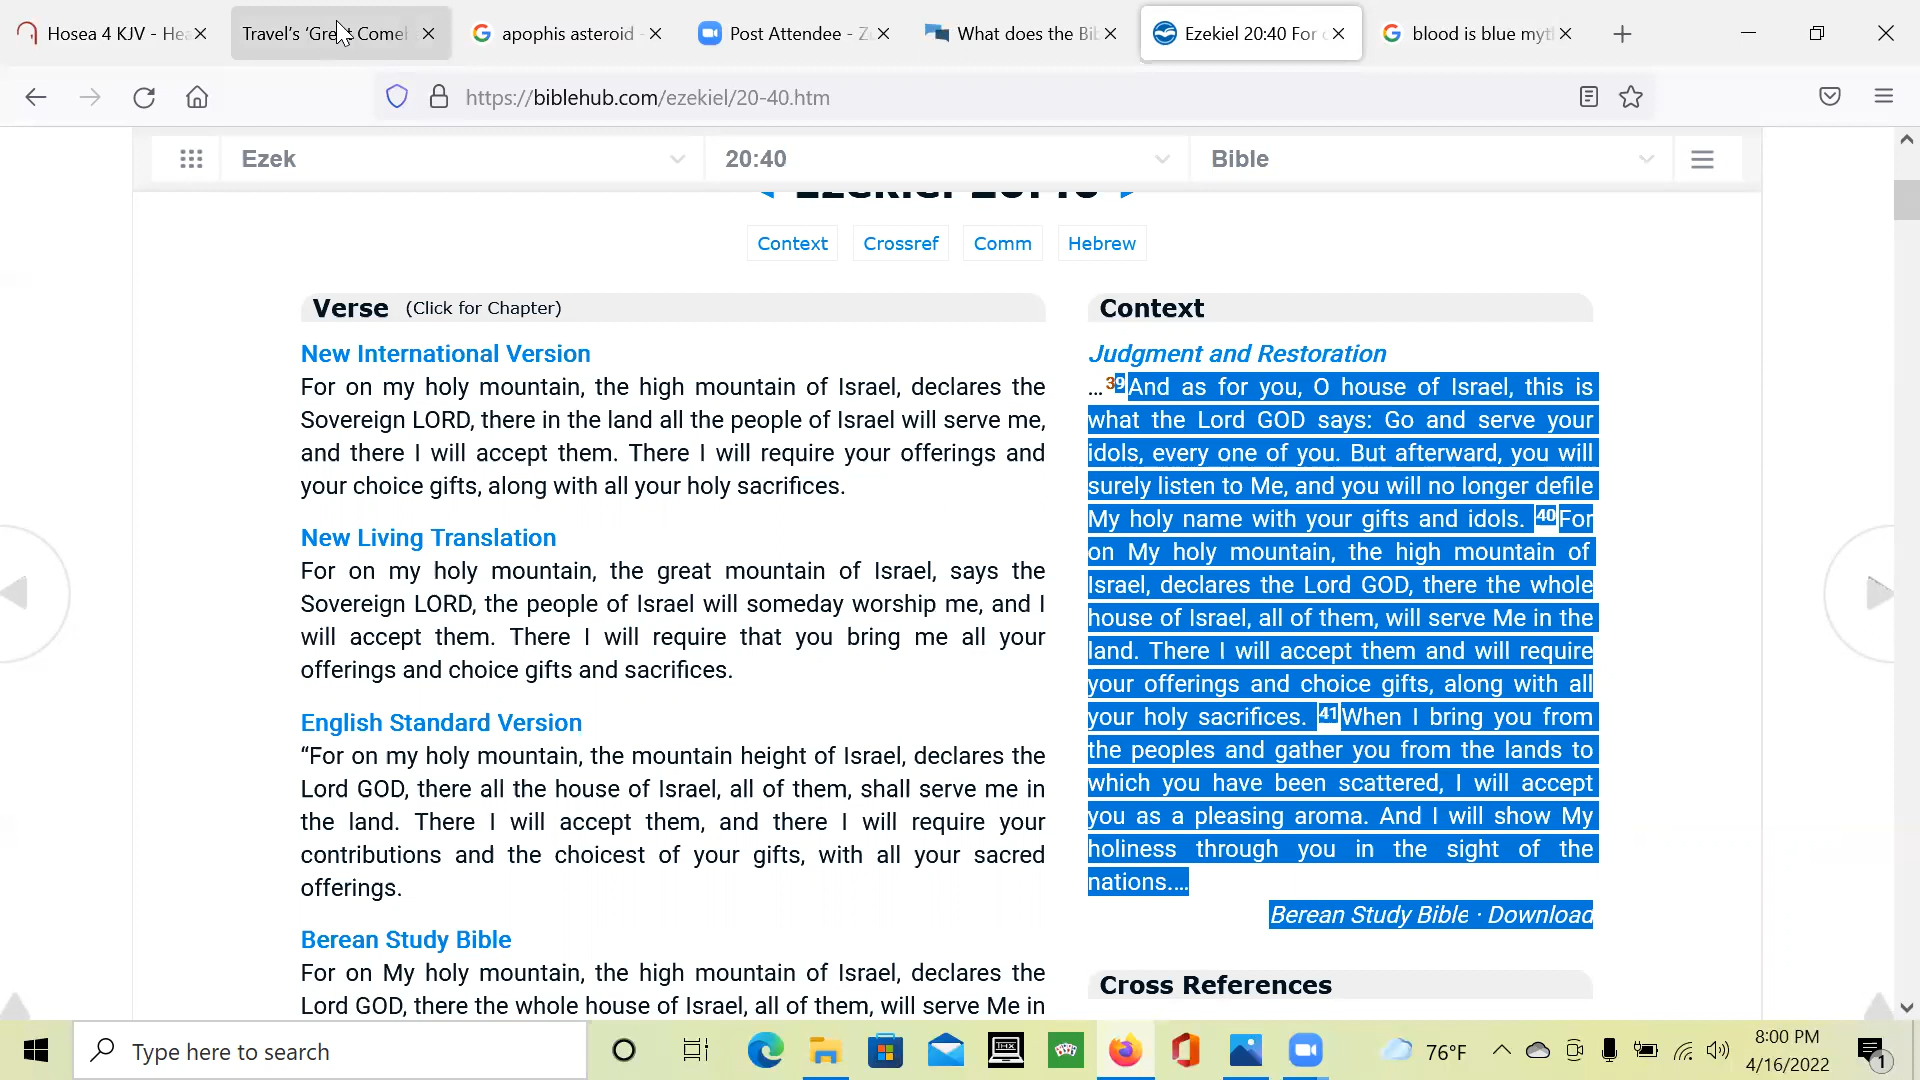 Hosea 4 KJV - Hea
Travel's 'Great Comel
apophis asteroid
Post Attendee - Z
What does the Bi
Ezekiel 20:40 For
blood is blue myt
https://biblehub.com/ezekiel/20-40.htm
Ezek
20:40
Bible
Ezekiel 20:40
Context
Crossref
Comm
Hebrew
Verse (Click for Chapter)
New International Version
For on my holy mountain, the high mountain of Israel, declares the
Sovereign LORD, there in the land all the people of Israel will serve me,
and there I will accept them. There I will require your offerings and
your choice gifts, along with all your holy sacrifices.
New Living Translation
For on my holy mountain, the great mountain of Israel, says the
Sovereign LORD, the people of Israel will someday worship me, and I
will accept them. There I will require that you bring me all your
offerings and choice gifts and sacrifices.
English Standard Version
“For on my holy mountain, the mountain height of Israel, declares the
Lord GOD, there all the house of Israel, all of them, shall serve me in
the land. There I will accept them, and there I will require your
contributions and the choicest of your gifts, with all your sacred
offerings.
Berean Study Bible
For on My holy mountain, the high mountain of Israel, declares the
Lord GOD, there the whole house of Israel, all of them, will serve Me in
Context
Judgment and Restoration
...39And as for you, O house of Israel, this is
what the Lord GOD says: Go and serve your
idols, every one of you. But afterward, you will
surely listen to Me, and you will no longer defile
My holy name with your gifts and idols. 40For
on My holy mountain, the high mountain of
Israel, declares the Lord GOD, there the whole
house of Israel, all of them, will serve Me in the
land. There I will accept them and will require
your offerings and choice gifts, along with all
your holy sacrifices. 41When I bring you from
the peoples and gather you from the lands to
which you have been scattered, I will accept
you as a pleasing aroma. And I will show My
holiness through you in the sight of the
nations.…
Berean Study Bible · Download
Cross References
Type here to search
76°F
8:00 PM
4/16/2022
1